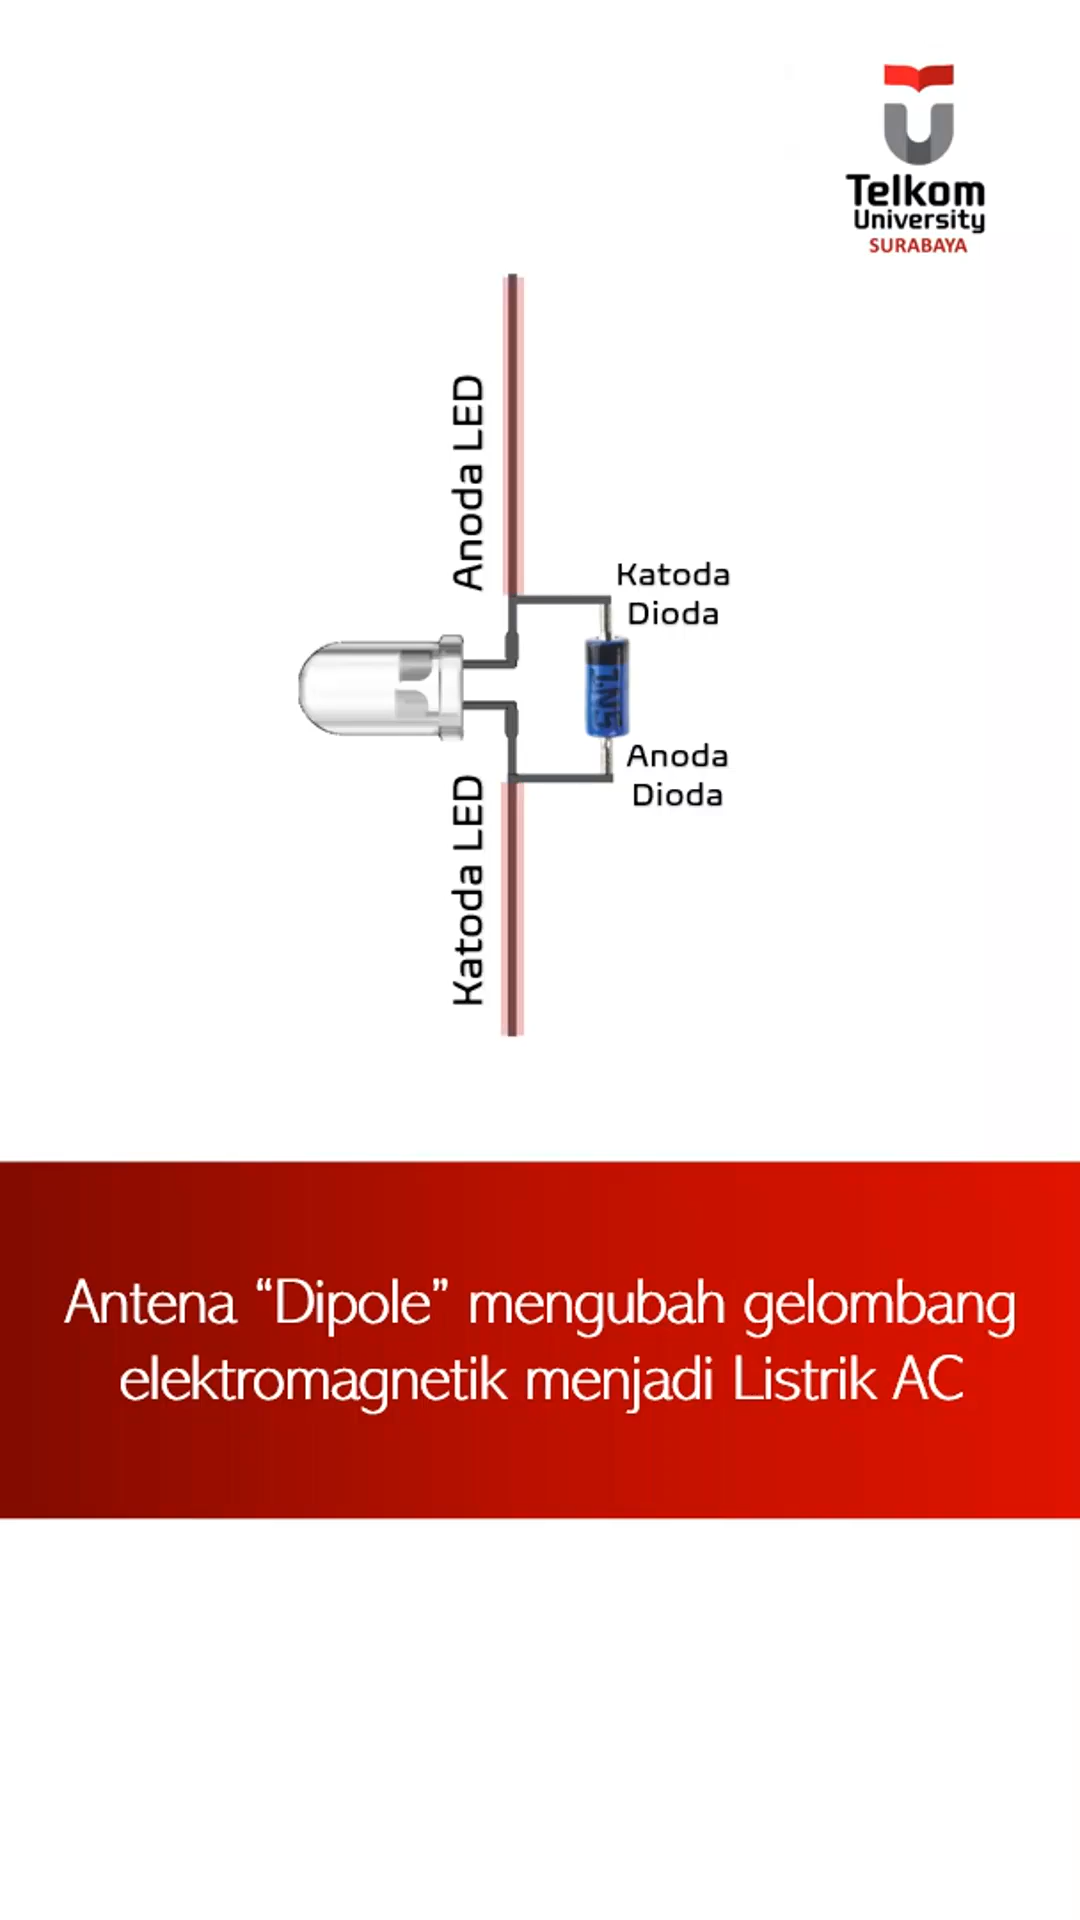 Telkom
University
SURABAYA
Anoda LED
Katoda
Dioda
Anoda
Dioda
Katoda LED
Antena “Dipole” mengubah gelombang
elektromagnetik menjadi Listrik AC